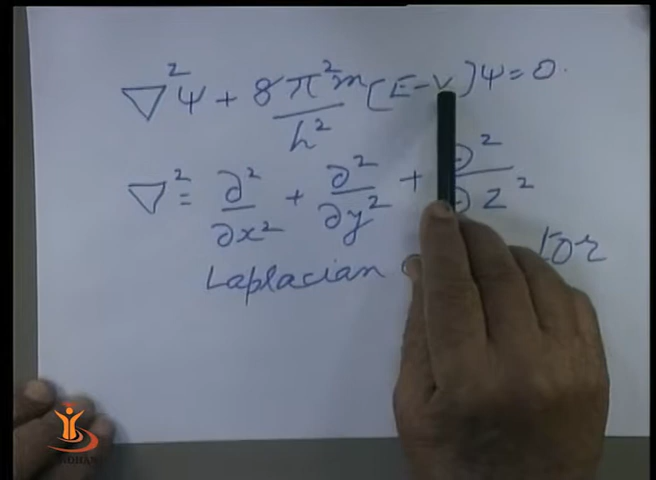 ∇²ψ + 8π²m/h² [E-V]ψ = 0.
∇² = ∂²/∂x² + ∂²/∂y² + ∂²/∂z²
Laplacian